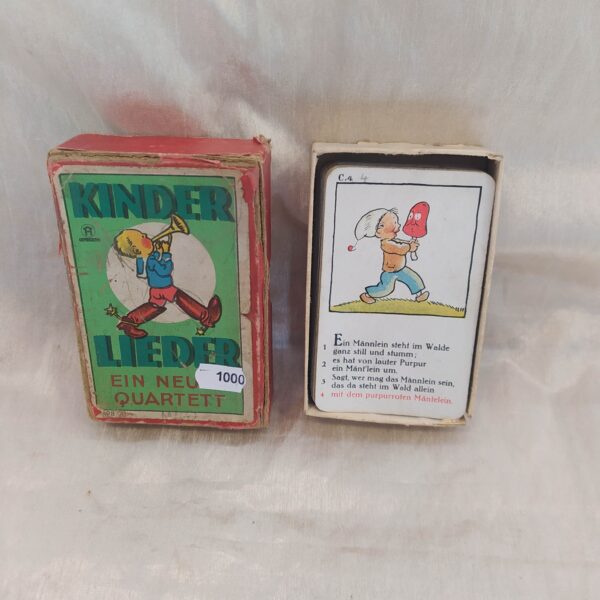 KINDER
LIEDER
EIN NEU
QUARTETT
1000
C.4 4
Ein Männlein steht im Walde
1 ganz still und stumm;
2 es hat von lauter Purpur
ein Mänt'lein um.
3 Sagt, wer mag das Männlein sein,
das da steht im Wald allein
4 mit dem purpurroten Mäntelein.